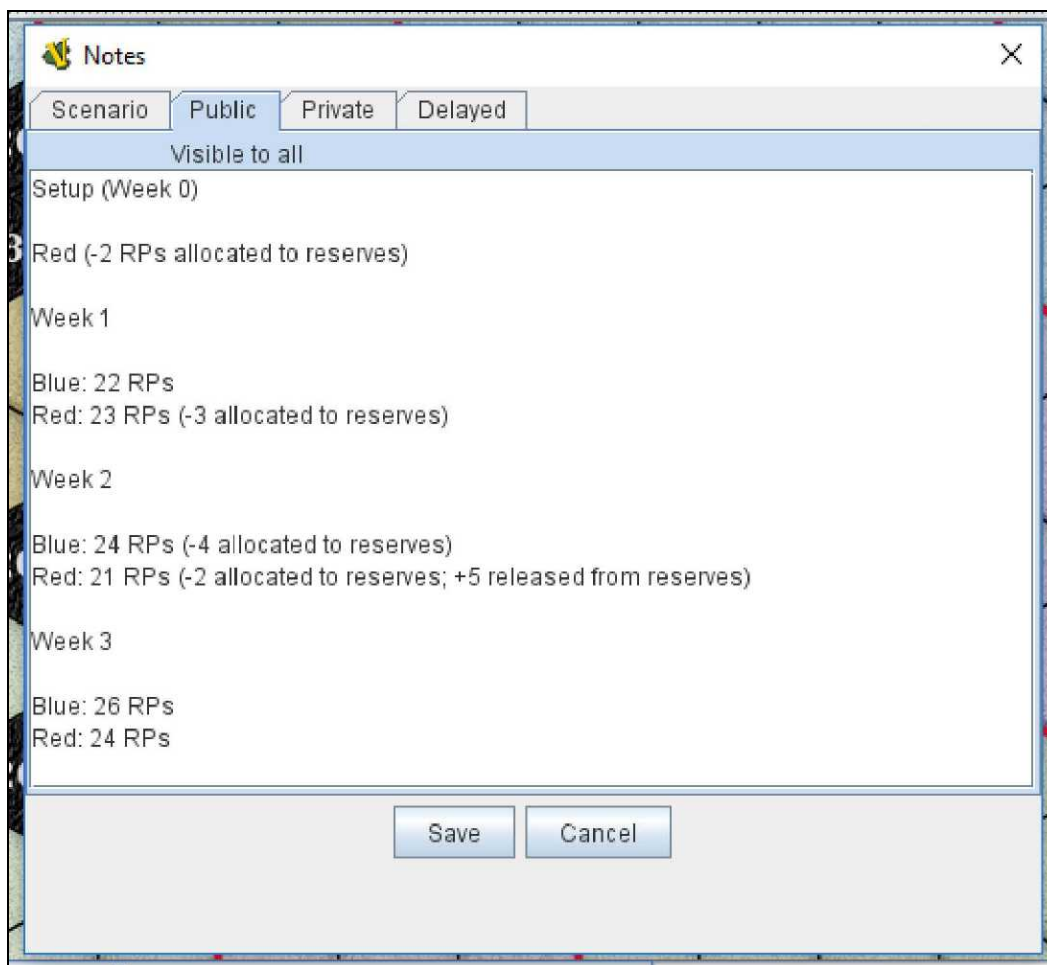 Notes
Scenario Public Private Delayed
Visible to all
Setup (Week 0)
Red (-2 RPs allocated to reserves)
Week 1
Blue: 22 RPs
Red: 23 RPs (-3 allocated to reserves)
Week 2
Blue: 24 RPs (-4 allocated to reserves)
Red: 21 RPs (-2 allocated to reserves; +5 released from reserves)
Week 3
Blue: 26 RPs
Red: 24 RPs
Save Cancel